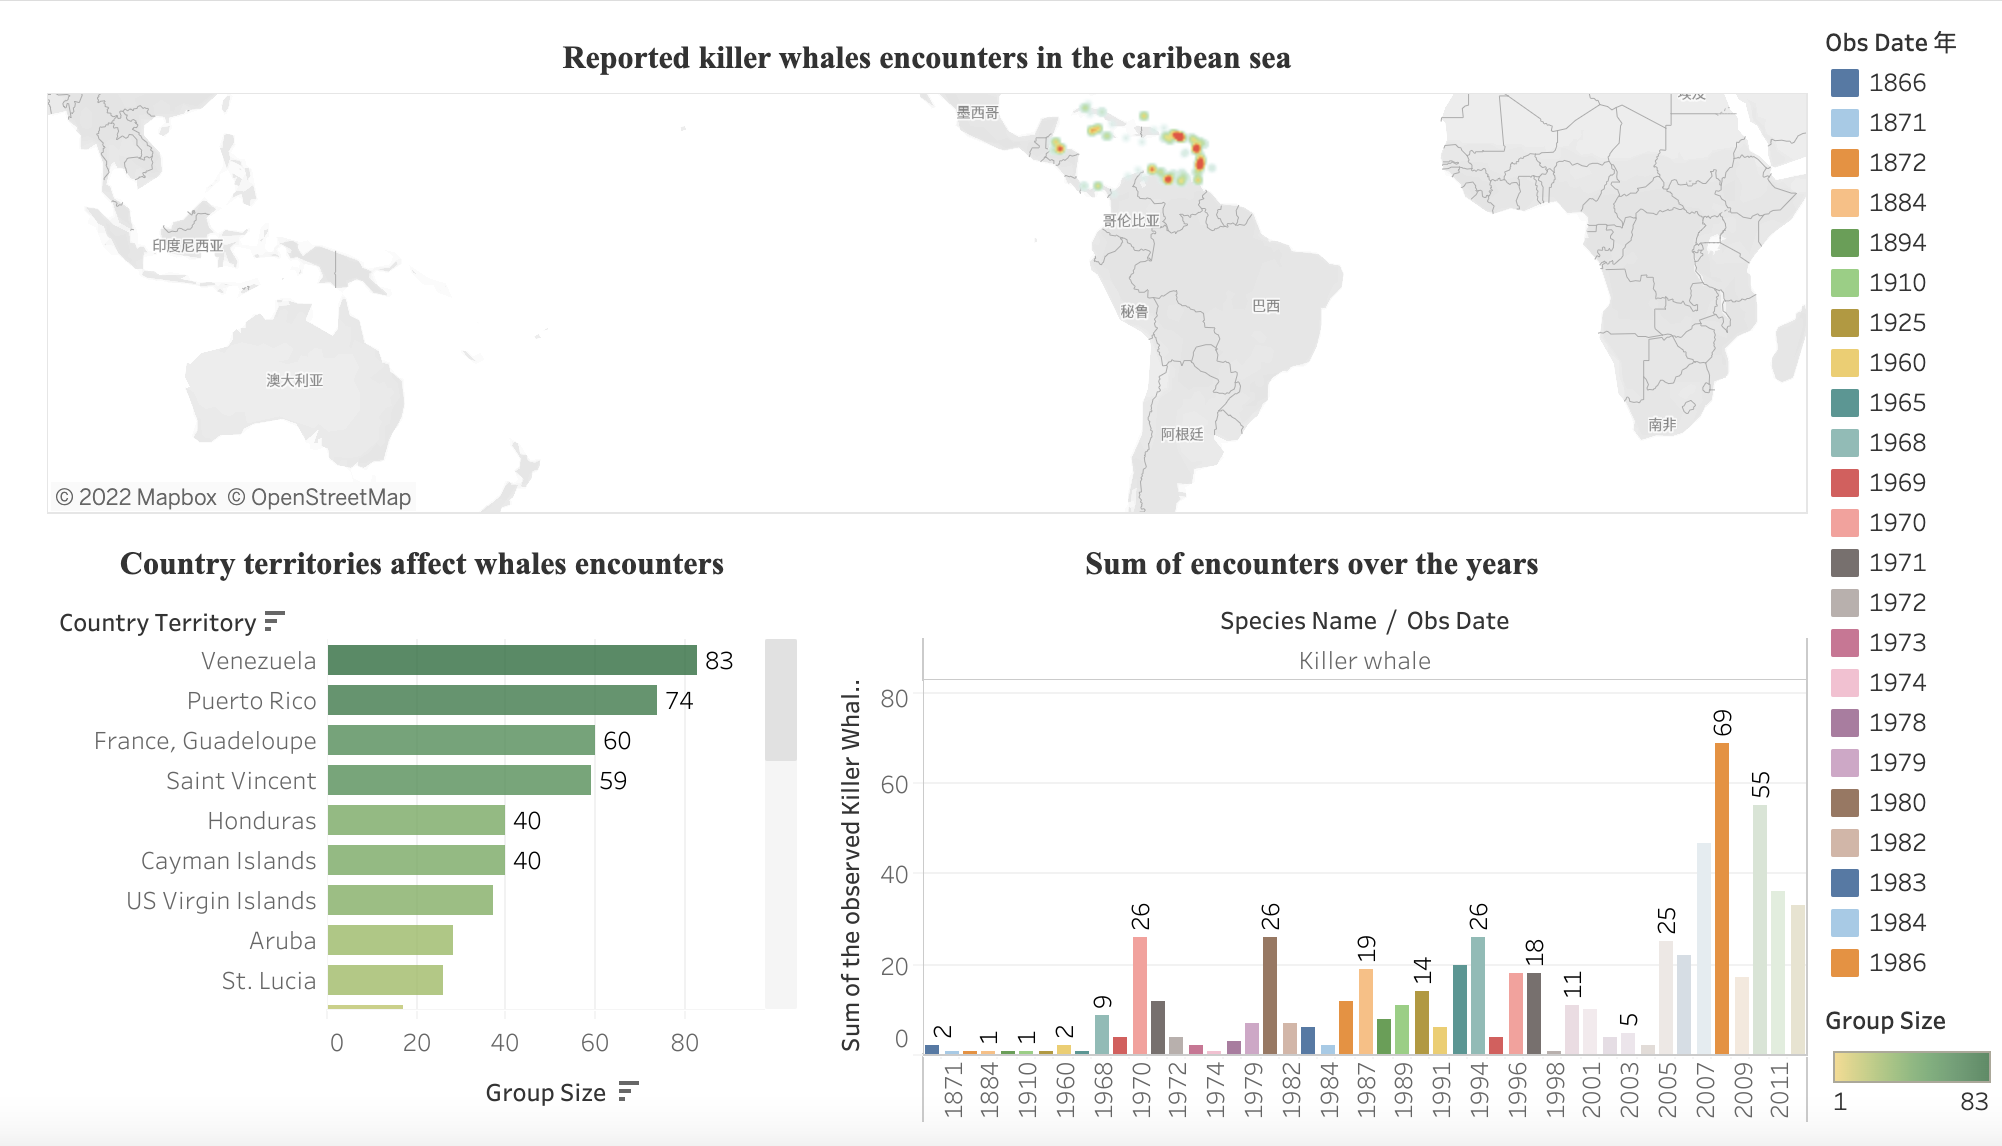 Reported killer whales encounters in the caribean sea
墨西哥
哥伦比亚
印度尼西亚
秘鲁
巴西
澳大利亚
阿根廷
南非
埃及
© 2022 Mapbox © OpenStreetMap
Obs Date 年
1866
1871
1872
1884
1894
1910
1925
1960
1965
1968
1969
1970
1971
1972
1973
1974
1978
1979
1980
1982
1983
1984
1986
Group Size
1 83
Country territories affect whales encounters
Country Territory
Venezuela 83
Puerto Rico 74
France, Guadeloupe 60
Saint Vincent 59
Honduras 40
Cayman Islands 40
US Virgin Islands
Aruba
St. Lucia
0 20 40 60 80
Group Size
Sum of encounters over the years
Species Name / Obs Date
Killer whale
Sum of the observed Killer Whal..
80
60
40
20
0
2 1 1 2 9 26 26 19 14 26 18 11 5 25 69 55
1871 1884 1910 1960 1968 1970 1972 1974 1979 1982 1984 1987 1989 1991 1994 1996 1998 2001 2003 2005 2007 2009 2011